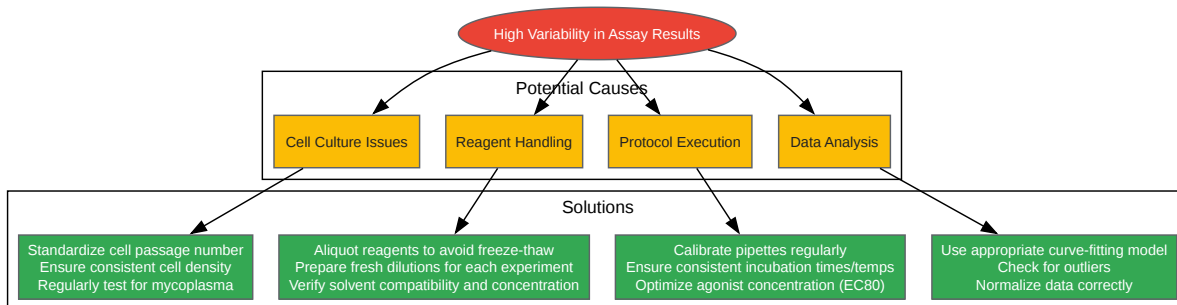 High Variability in Assay Results
Potential Causes
Cell Culture Issues
Reagent Handling
Protocol Execution
Data Analysis
Solutions
Standardize cell passage number
Ensure consistent cell density
Regularly test for mycoplasma
Aliquot reagents to avoid freeze-thaw
Prepare fresh dilutions for each experiment
Verify solvent compatibility and concentration
Calibrate pipettes regularly
Ensure consistent incubation times/temps
Optimize agonist concentration (EC80)
Use appropriate curve-fitting model
Check for outliers
Normalize data correctly